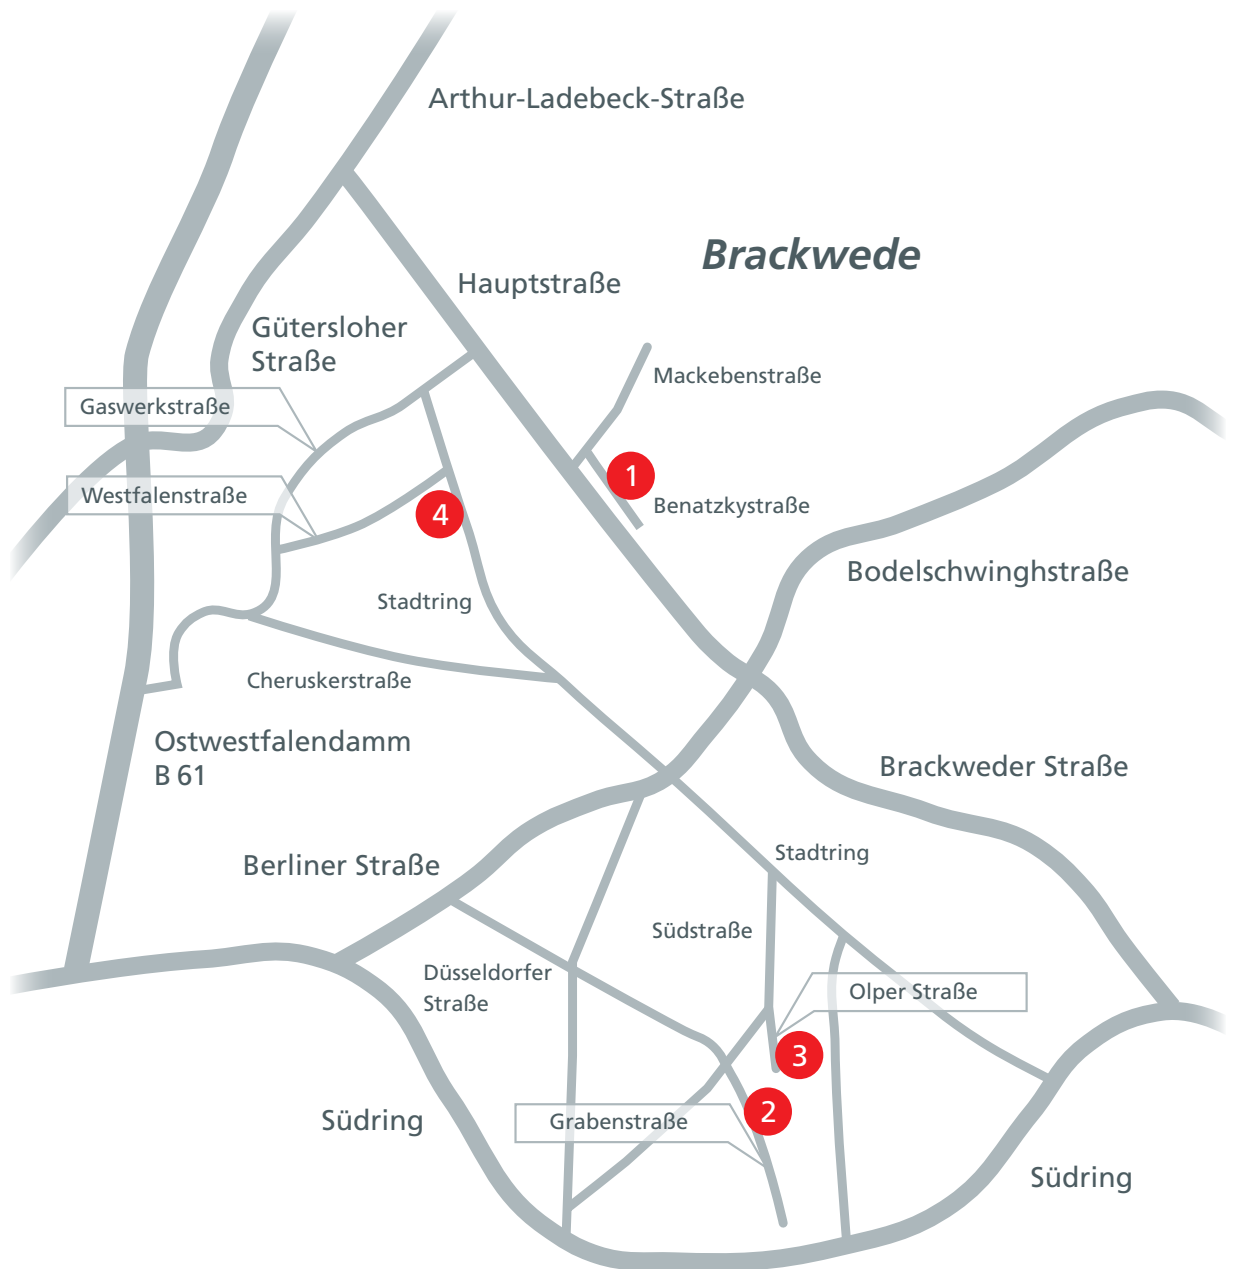 Arthur-Ladebeck-Straße
Brackwede
Hauptstraße
Gütersloher
Straße
Mackebenstraße
Gaswerkstraße
1
Westfalenstraße
Benatzkystraße
4
Bodelschwinghstraße
Stadtring
Cheruskerstraße
Ostwestfalendamm
B 61
Brackweder Straße
Berliner Straße
Stadtring
Südstraße
Düsseldorfer
Straße
Olper Straße
3
2
Grabenstraße
Südring
Südring